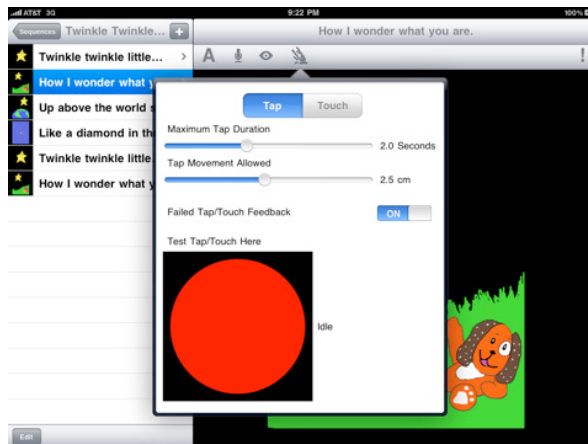 AT&T 3G 9:22 PM 100%
Sequences Twinkle Twinkle... +
How I wonder what you are.
A !
Twinkle twinkle little... >
How I wonder what y
Up above the world s
Like a diamond in th
Twinkle twinkle little
How I wonder what y
Tap Touch
Maximum Tap Duration
2.0 Seconds
Tap Movement Allowed
2.5 cm
Failed Tap/Touch Feedback ON
Test Tap/Touch Here
Idle
Edit